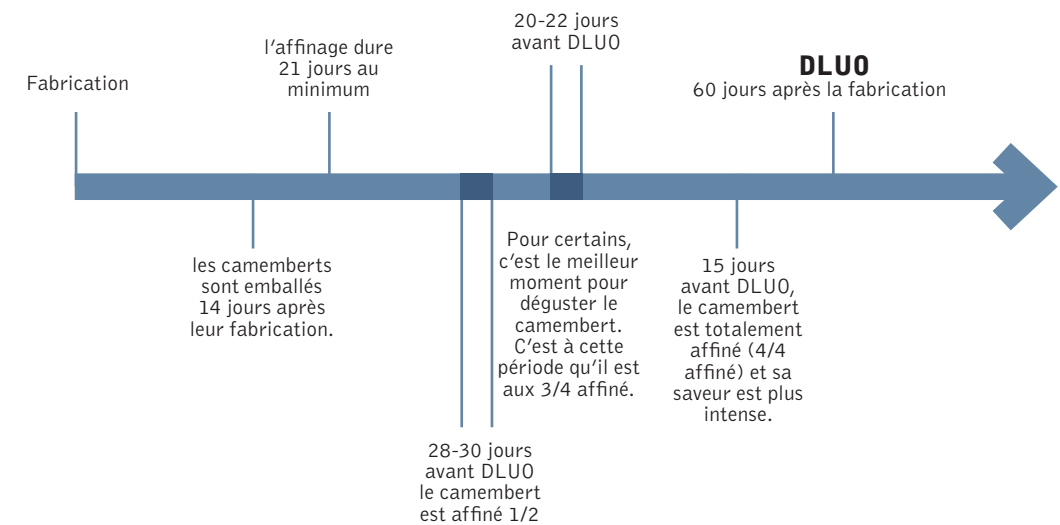 Fabrication
l'affinage dure
21 jours au
minimum
20-22 jours
avant DLUO
DLUO
60 jours après la fabrication
les camemberts
sont emballés
14 jours après
leur fabrication.
28-30 jours
avant DLUO
le camembert
est affiné 1/2
Pour certains,
c'est le meilleur
moment pour
déguster le
camembert.
C'est à cette
période qu'il est
aux 3/4 affiné.
15 jours
avant DLUO,
le camembert
est totalement
affiné (4/4
affiné) et sa
saveur est plus
intense.